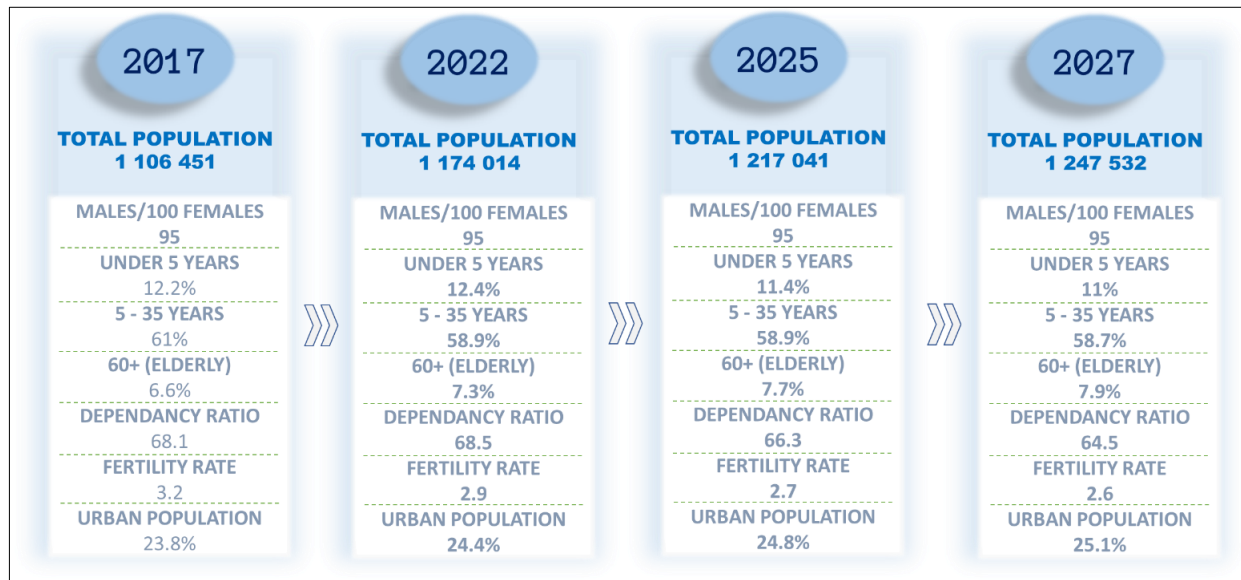 2017
TOTAL POPULATION
1 106 451
MALES/100 FEMALES
95
UNDER 5 YEARS
12.2%
5 - 35 YEARS
61%
60+ (ELDERLY)
6.6%
DEPENDANCY RATIO
68.1
FERTILITY RATE
3.2
URBAN POPULATION
23.8%
2022
TOTAL POPULATION
1 174 014
MALES/100 FEMALES
95
UNDER 5 YEARS
12.4%
5 - 35 YEARS
58.9%
60+ (ELDERLY)
7.3%
DEPENDANCY RATIO
68.5
FERTILITY RATE
2.9
URBAN POPULATION
24.4%
2025
TOTAL POPULATION
1 217 041
MALES/100 FEMALES
95
UNDER 5 YEARS
11.4%
5 - 35 YEARS
58.9%
60+ (ELDERLY)
7.7%
DEPENDANCY RATIO
66.3
FERTILITY RATE
2.7
URBAN POPULATION
24.8%
2027
TOTAL POPULATION
1 247 532
MALES/100 FEMALES
95
UNDER 5 YEARS
11%
5 - 35 YEARS
58.7%
60+ (ELDERLY)
7.9%
DEPENDANCY RATIO
64.5
FERTILITY RATE
2.6
URBAN POPULATION
25.1%